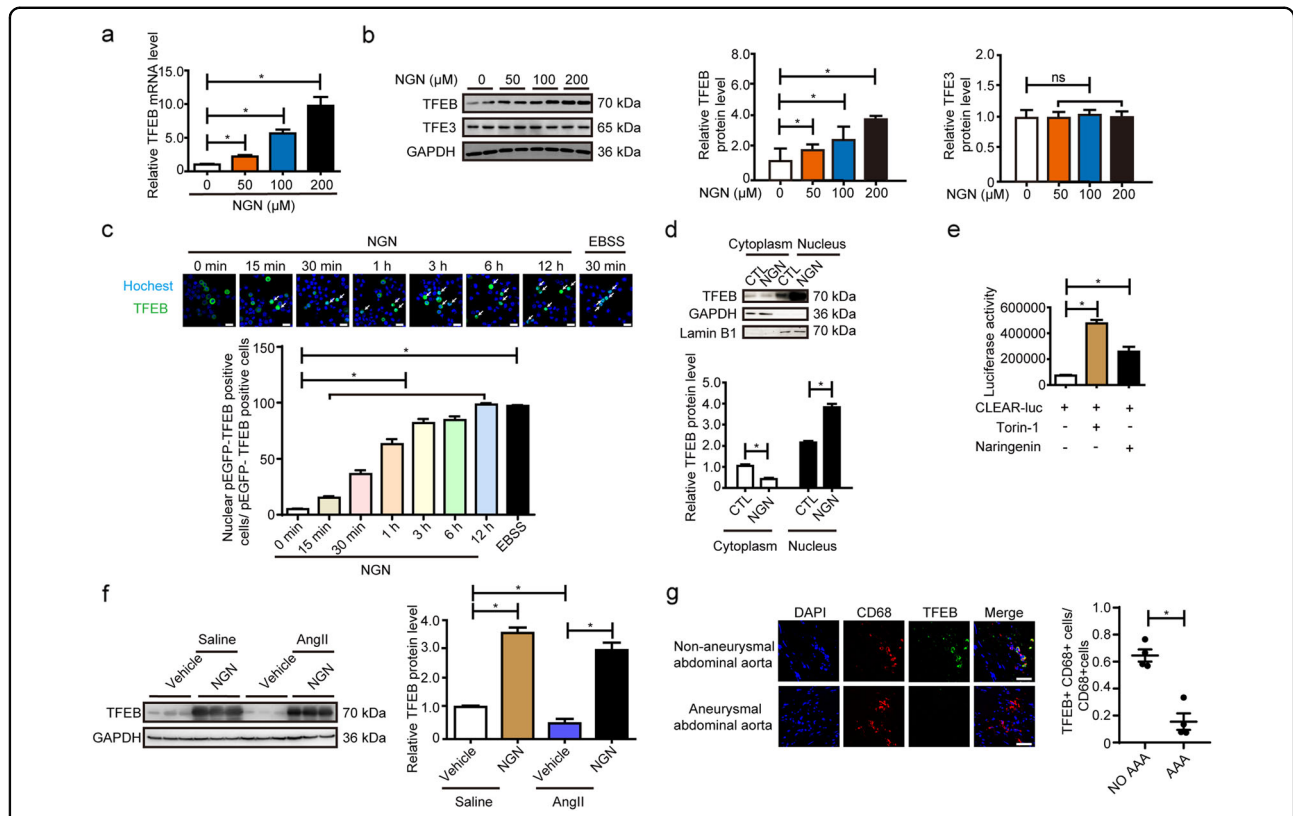 a
Relative TFEB mRNA level
15.0
10.0
5.0
0.0
*
*
*
0 50 100 200
NGN (μM)
b
NGN (μM) 0 50 100 200
TFEB 70 kDa
TFE3 65 kDa
GAPDH 36 kDa
Relative TFEB
protein level
8.0
6.0
4.0
2.0
0.0
*
*
*
NGN (μM) 0 50 100 200
Relative TFE3
protein level
2.0
1.5
1.0
0.5
0.0
ns
NGN (μM) 0 50 100 200
c
NGN EBSS
0 min 15 min 30 min 1 h 3 h 6 h 12 h 30 min
Hochest
TFEB
Nuclear pEGFP-TFEB positive
cells/ pEGFP- TFEB positive cells
150
100
50
0
*
*
0 min 15 min 30 min 1 h 3 h 6 h 12 h EBSS
NGN
d
Cytoplasm Nucleus
CTL NGN CTL NGN
TFEB 70 kDa
GAPDH 36 kDa
Lamin B1 70 kDa
Relative TFEB protein level
5.0
4.0
3.0
2.0
1.0
0.0
*
*
CTL NGN CTL NGN
Cytoplasm Nucleus
e
Luciferase activity
600000
400000
200000
0
*
*
CLEAR-luc + + +
Torin-1 - + -
Naringenin - - +
f
Saline AngII
Vehicle NGN Vehicle NGN
TFEB 70 kDa
GAPDH 36 kDa
Relative TFEB protein level
4.0
3.0
2.0
1.0
0.0
*
*
*
Vehicle NGN Vehicle NGN
Saline AngII
g
DAPI CD68 TFEB Merge
Non-aneurysmal
abdominal aorta
Aneurysmal
abdominal aorta
TFEB+ CD68+ cells/
CD68+cells
1
0.8
0.6
0.4
0.2
0
*
NO AAA AAA